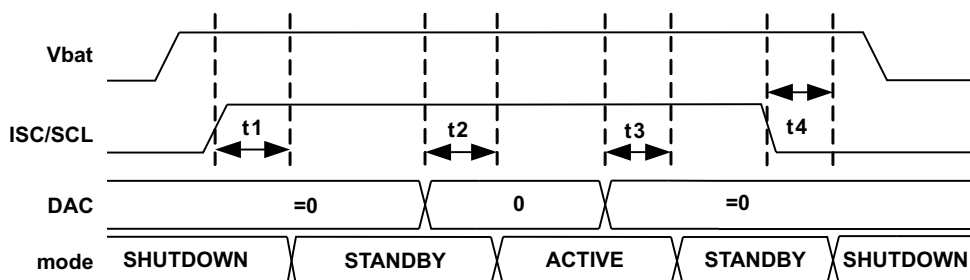 Vbat
ISC/SCL
t1
t2
t3
t4
DAC
=0
0
=0
mode
SHUTDOWN
STANDBY
ACTIVE
STANDBY
SHUTDOWN